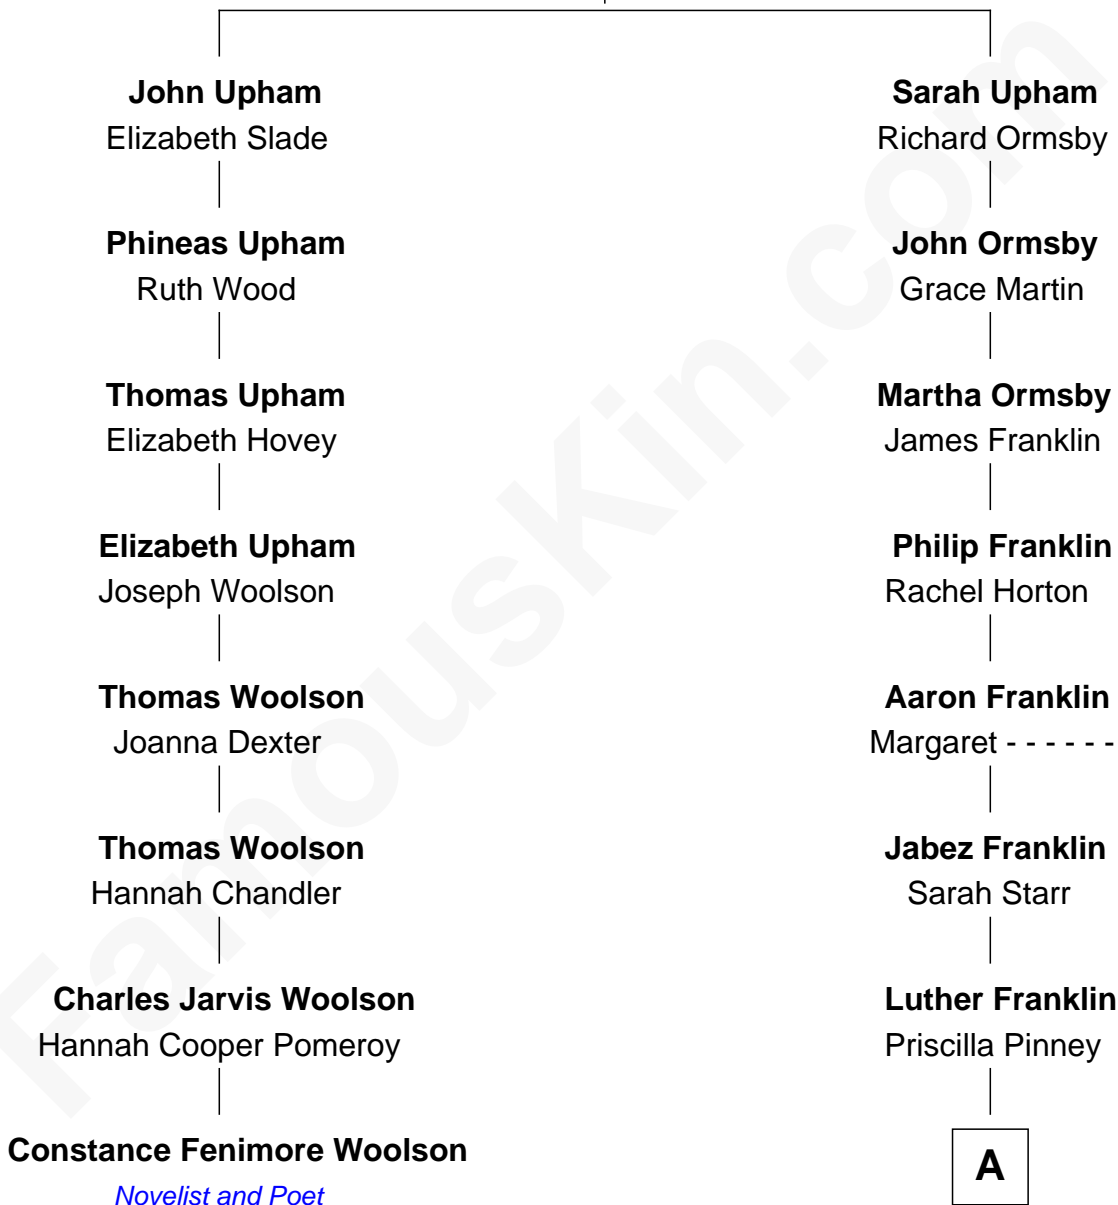 John Upham
Elizabeth Slade
Sarah Upham
Richard Ormsby
Phineas Upham
Ruth Wood
John Ormsby
Grace Martin
Thomas Upham
Elizabeth Hovey
Martha Ormsby
James Franklin
Elizabeth Upham
Joseph Woolson
Philip Franklin
Rachel Horton
Thomas Woolson
Joanna Dexter
Aaron Franklin
Margaret - - - - - -
Thomas Woolson
Hannah Chandler
Jabez Franklin
Sarah Starr
Charles Jarvis Woolson
Hannah Cooper Pomeroy
Luther Franklin
Priscilla Pinney
Constance Fenimore Woolson
Novelist and Poet
A
FamousKin.com